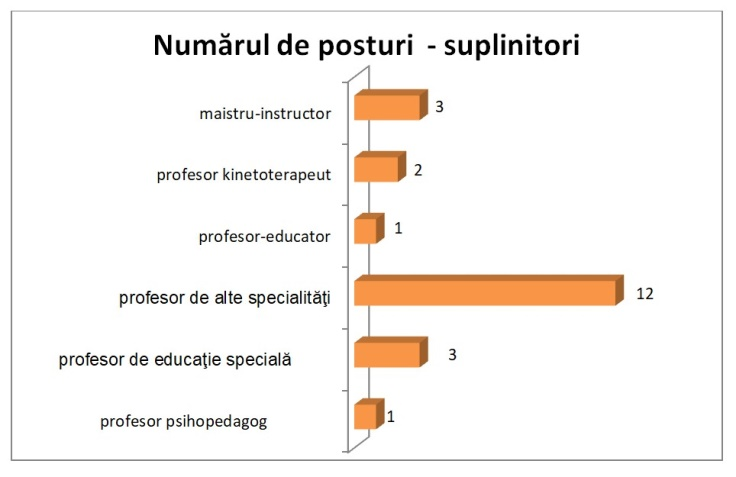 Numărul de posturi - suplinitori
maistru-instructor 3
profesor kinetoterapeut 2
profesor-educator 1
profesor de alte specialităţi 12
profesor de educaţie specială 3
profesor psihopedagog 1